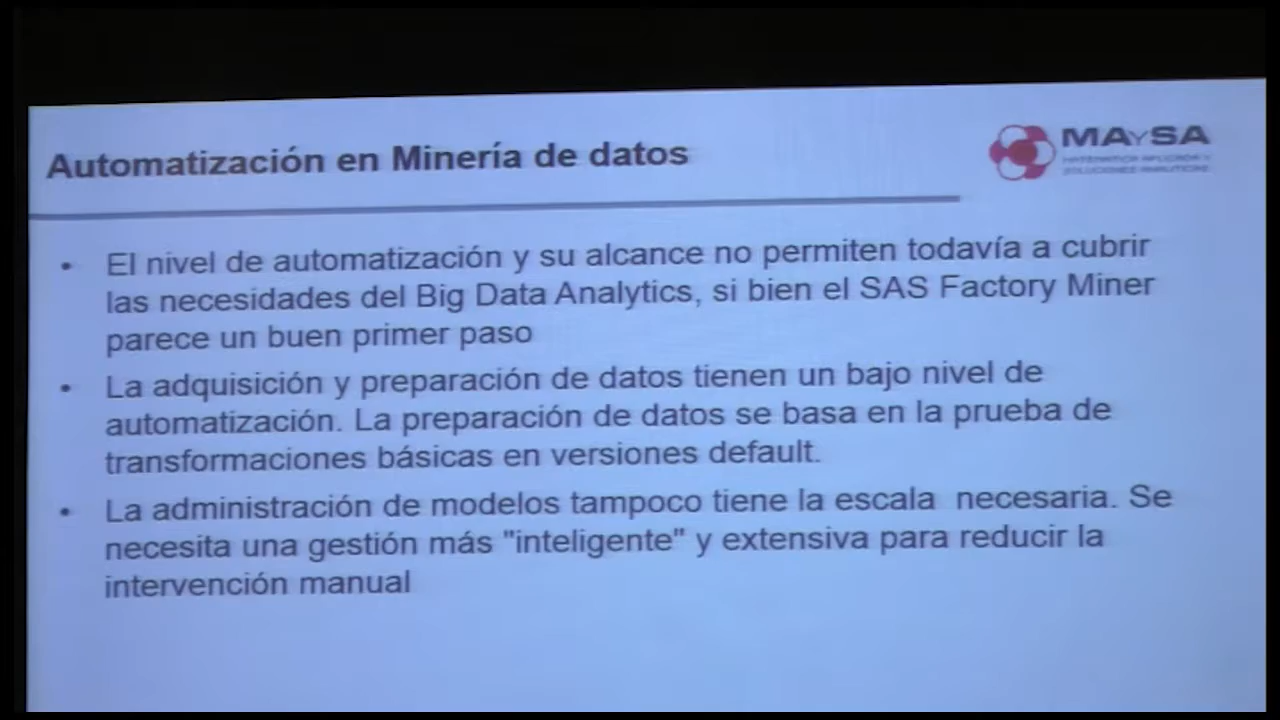 Automatización en Minería de datos
MAYSA
MATEMÁTICA APLICADA Y
SOLUCIONES ANALÍTICAS
• El nivel de automatización y su alcance no permiten todavía a cubrir
las necesidades del Big Data Analytics, si bien el SAS Factory Miner
parece un buen primer paso
• La adquisición y preparación de datos tienen un bajo nivel de
automatización. La preparación de datos se basa en la prueba de
transformaciones básicas en versiones default.
• La administración de modelos tampoco tiene la escala necesaria. Se
necesita una gestión más "inteligente" y extensiva para reducir la
intervención manual